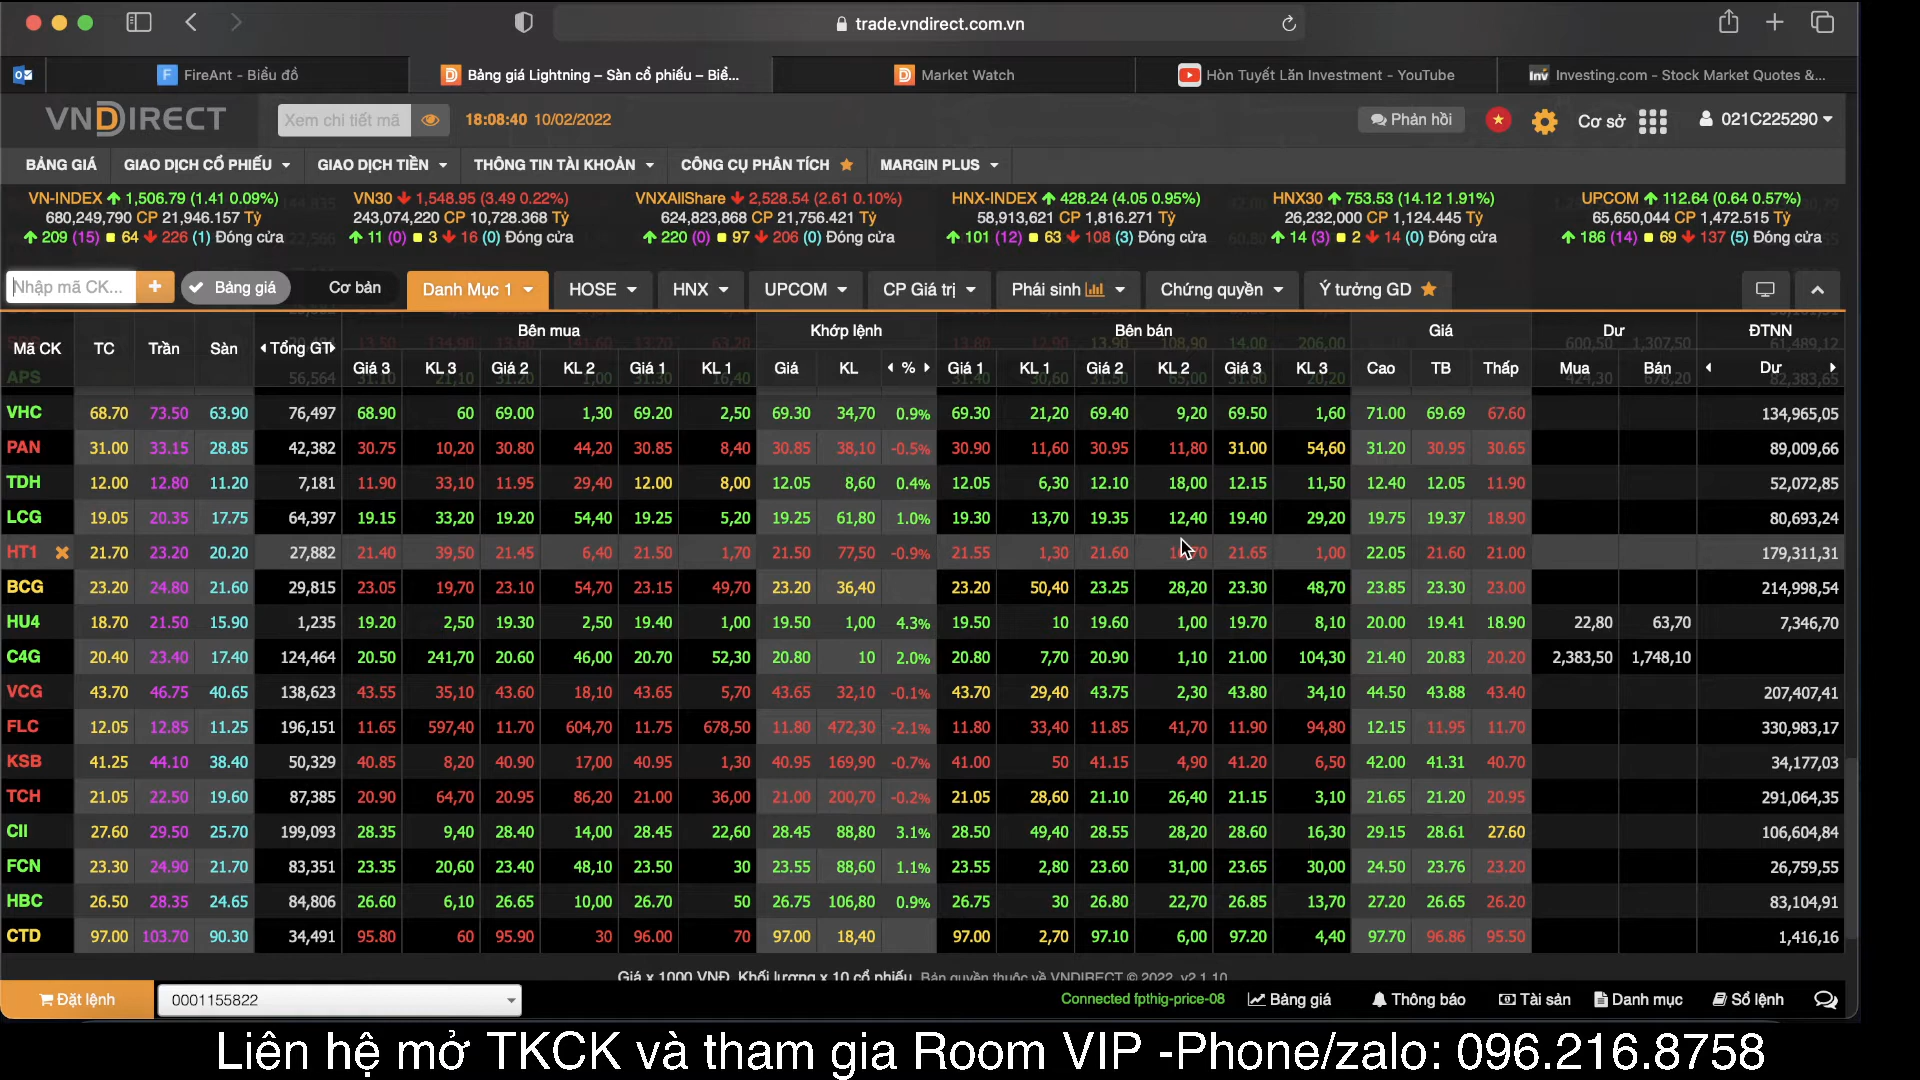 trade.vndirect.com.vn
FireAnt - Biểu đồ
Bảng giá Lightning – Sàn cổ phiếu – Biể...
Market Watch
Hòn Tuyết Lăn Investment - YouTube
Investing.com - Stock Market Quotes &...
VNDIRECT Xem chi tiết mã 18:08:40 10/02/2022 Phản hồi Cơ sở 021C225290
BẢNG GIÁ GIAO DỊCH CỔ PHIẾU GIAO DỊCH TIỀN THÔNG TIN TÀI KHOẢN CÔNG CỤ PHÂN TÍCH MARGIN PLUS
VN-INDEX 1,506.79 (1.41 0.09%) VN30 1,548.95 (3.49 0.22%) VNXAllShare 2,528.54 (2.61 0.10%) HNX-INDEX 428.24 (4.05 0.95%) HNX30 753.53 (14.12 1.91%) UPCOM 112.64 (0.64 0.57%)
680,249,790 CP 21,946.157 Tỷ 243,074,220 CP 10,728.368 Tỷ 624,823,868 CP 21,756.421 Tỷ 58,913,621 CP 1,816.271 Tỷ 26,232,000 CP 1,124.445 Tỷ 65,650,044 CP 1,472.515 Tỷ
209 (15) 64 226 (1) Đóng cửa 11 (0) 3 16 (0) Đóng cửa 220 (0) 97 206 (0) Đóng cửa 101 (12) 63 108 (3) Đóng cửa 14 (3) 2 14 (0) Đóng cửa 186 (14) 69 137 (5) Đóng cửa
Nhập mã CK... + Bảng giá Cơ bản Danh Mục 1 HOSE HNX UPCOM CP Giá trị Phái sinh Chứng quyền Ý tưởng GD
Bên mua Khớp lệnh Bên bán Giá Dư ĐTNN
Mã CK TC Trần Sàn Tổng GT Giá 3 KL 3 Giá 2 KL 2 Giá 1 KL 1 Giá KL % Giá 1 KL 1 Giá 2 KL 2 Giá 3 KL 3 Cao TB Thấp Mua Bán Dư
VHC 68.70 73.50 63.90 76,497 68.90 60 69.00 1,30 69.20 2,50 69.30 34,70 0.9% 69.30 21,20 69.40 9,20 69.50 1,60 71.00 69.69 67.60 134,965,05
PAN 31.00 33.15 28.85 42,382 30.75 10,20 30.80 44,20 30.85 8,40 30.85 38,10 -0.5% 30.90 11,60 30.95 11,80 31.00 54,60 31.20 30.95 30.65 89,009,66
TDH 12.00 12.80 11.20 7,181 11.90 33,10 11.95 29,40 12.00 8,00 12.05 8,60 0.4% 12.05 6,30 12.10 18,00 12.15 11,50 12.40 12.05 11.90 52,072,85
LCG 19.05 20.35 17.75 64,397 19.15 33,20 19.20 54,40 19.25 5,20 19.25 61,80 1.0% 19.30 13,70 19.35 12,40 19.40 29,20 19.75 19.37 18.90 80,693,24
HT1 21.70 23.20 20.20 27,882 21.40 39,50 21.45 6,40 21.50 1,70 21.50 77,50 -0.9% 21.55 1,30 21.60 21.65 1,00 22.05 21.60 21.00 179,311,31
BCG 23.20 24.80 21.60 29,815 23.05 19,70 23.10 54,70 23.15 49,70 23.20 36,40 23.20 50,40 23.25 28,20 23.30 48,70 23.85 23.30 23.00 214,998,54
HU4 18.70 21.50 15.90 1,235 19.20 2,50 19.30 2,50 19.40 1,00 19.50 1,00 4.3% 19.50 10 19.60 1,00 19.70 8,10 20.00 19.41 18.90 22,80 63,70 7,346,70
C4G 20.40 23.40 17.40 124,464 20.50 241,70 20.60 46,00 20.70 52,30 20.80 10 2.0% 20.80 7,70 20.90 1,10 21.00 104,30 21.40 20.83 20.20 2,383,50 1,748,10
VCG 43.70 46.75 40.65 138,623 43.55 35,10 43.60 18,10 43.65 5,70 43.65 32,10 -0.1% 43.70 29,40 43.75 2,30 43.80 34,10 44.50 43.88 43.40 207,407,41
FLC 12.05 12.85 11.25 196,151 11.65 597,40 11.70 604,70 11.75 678,50 11.80 472,30 -2.1% 11.80 33,40 11.85 41,70 11.90 94,80 12.15 11.95 11.70 330,983,17
KSB 41.25 44.10 38.40 50,329 40.85 8,20 40.90 17,00 40.95 1,30 40.95 169,90 -0.7% 41.00 50 41.15 4,90 41.20 6,50 42.00 41.31 40.70 34,177,03
TCH 21.05 22.50 19.60 87,385 20.90 64,70 20.95 86,20 21.00 36,00 21.00 200,70 -0.2% 21.05 28,60 21.10 26,40 21.15 3,10 21.65 21.20 20.95 291,064,35
CII 27.60 29.50 25.70 199,093 28.35 9,40 28.40 14,00 28.45 22,60 28.45 88,80 3.1% 28.50 49,40 28.55 28,20 28.60 16,30 29.15 28.61 27.60 106,604,84
FCN 23.30 24.90 21.70 83,351 23.35 20,60 23.40 48,10 23.50 30 23.55 88,60 1.1% 23.55 2,80 23.60 31,00 23.65 30,00 24.50 23.76 23.20 26,759,55
HBC 26.50 28.35 24.65 84,806 26.60 6,10 26.65 10,00 26.70 50 26.75 106,80 0.9% 26.75 30 26.80 22,70 26.85 13,70 27.20 26.65 26.20 83,104,91
CTD 97.00 103.70 90.30 34,491 95.80 60 95.90 30 96.00 70 97.00 18,40 97.00 2,70 97.10 6,00 97.20 4,40 97.70 96.86 95.50 1,416,16
Giá x 1000 VNĐ. Khối lượng x 10 cổ phiếu. Bản quyền thuộc về VNDIRECT © 2022, v2.1.10
Đặt lệnh 0001155822 Connected fpthig-price-08 Bảng giá Thông báo Tài sản Danh mục Sổ lệnh
Liên hệ mở TKCK và tham gia Room VIP -Phone/zalo: 096.216.8758